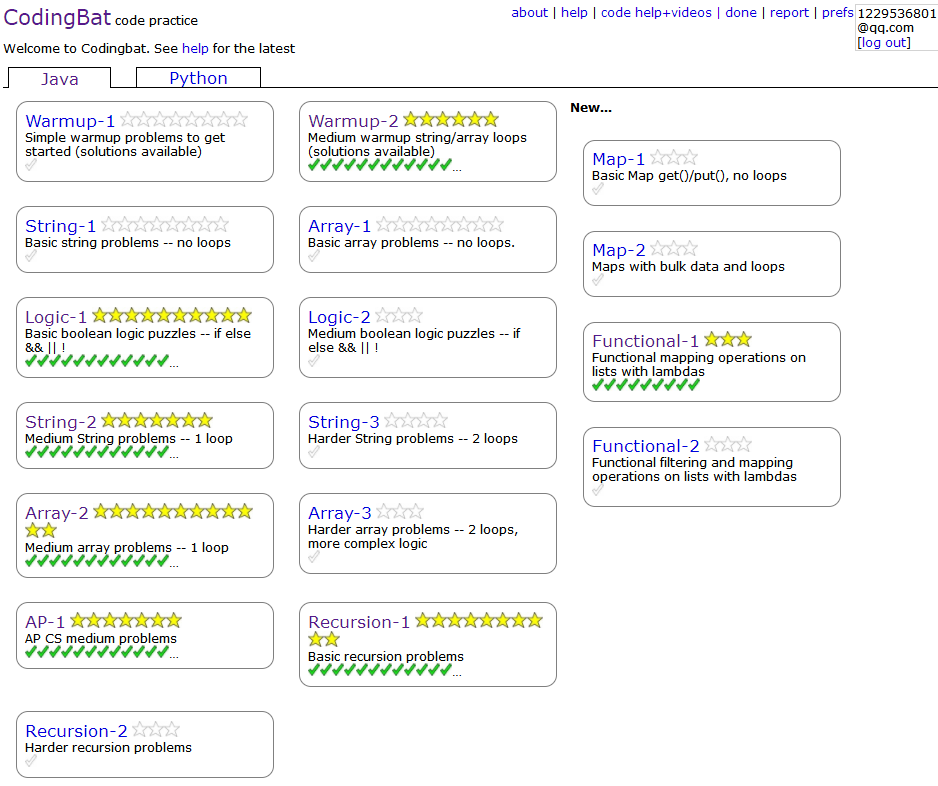 CodingBat code practice
about | help | code help+videos | done | report | prefs
1229536801
@qq.com
[log out]
Welcome to Codingbat. See help for the latest
Java
Python
Warmup-1
Simple warmup problems to get
started (solutions available)
Warmup-2
Medium warmup string/array loops
(solutions available)
...
New...
Map-1
Basic Map get()/put(), no loops
String-1
Basic string problems -- no loops
Array-1
Basic array problems -- no loops.
Map-2
Maps with bulk data and loops
Logic-1
Basic boolean logic puzzles -- if else
&& || !
...
Logic-2
Medium boolean logic puzzles -- if
else && || !
Functional-1
Functional mapping operations on
lists with lambdas
String-2
Medium String problems -- 1 loop
...
String-3
Harder String problems -- 2 loops
Functional-2
Functional filtering and mapping
operations on lists with lambdas
Array-2
Medium array problems -- 1 loop
...
Array-3
Harder array problems -- 2 loops,
more complex logic
AP-1
AP CS medium problems
...
Recursion-1
Basic recursion problems
...
Recursion-2
Harder recursion problems